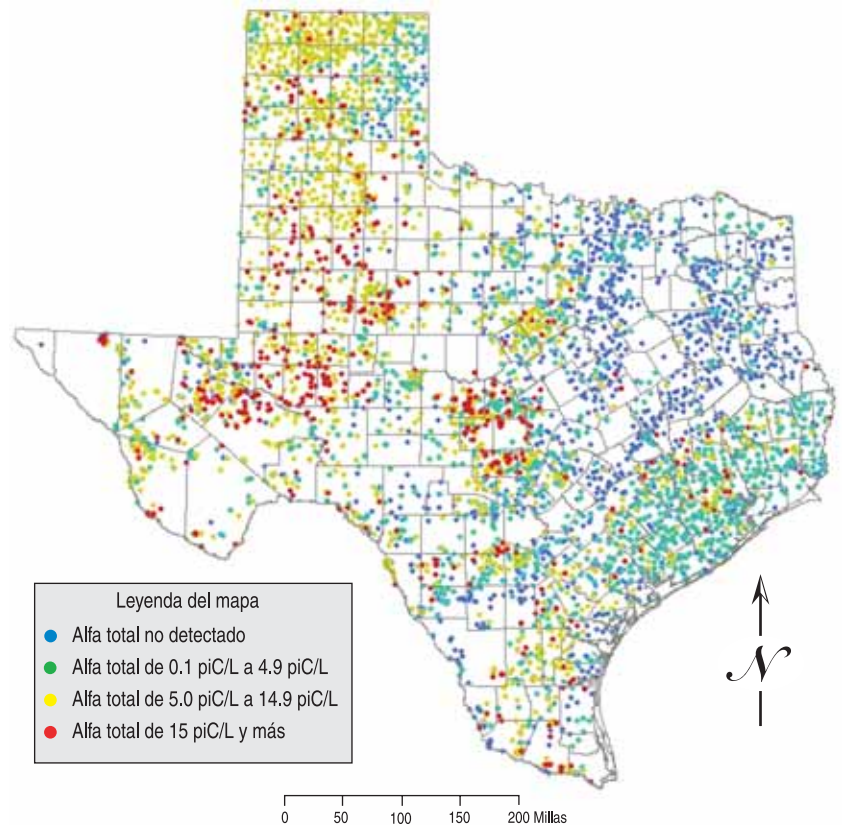 Leyenda del mapa
Alfa total no detectado
Alfa total de 0.1 piC/L a 4.9 piC/L
Alfa total de 5.0 piC/L a 14.9 piC/L
Alfa total de 15 piC/L y más
N
0 50 100 150 200 Millas